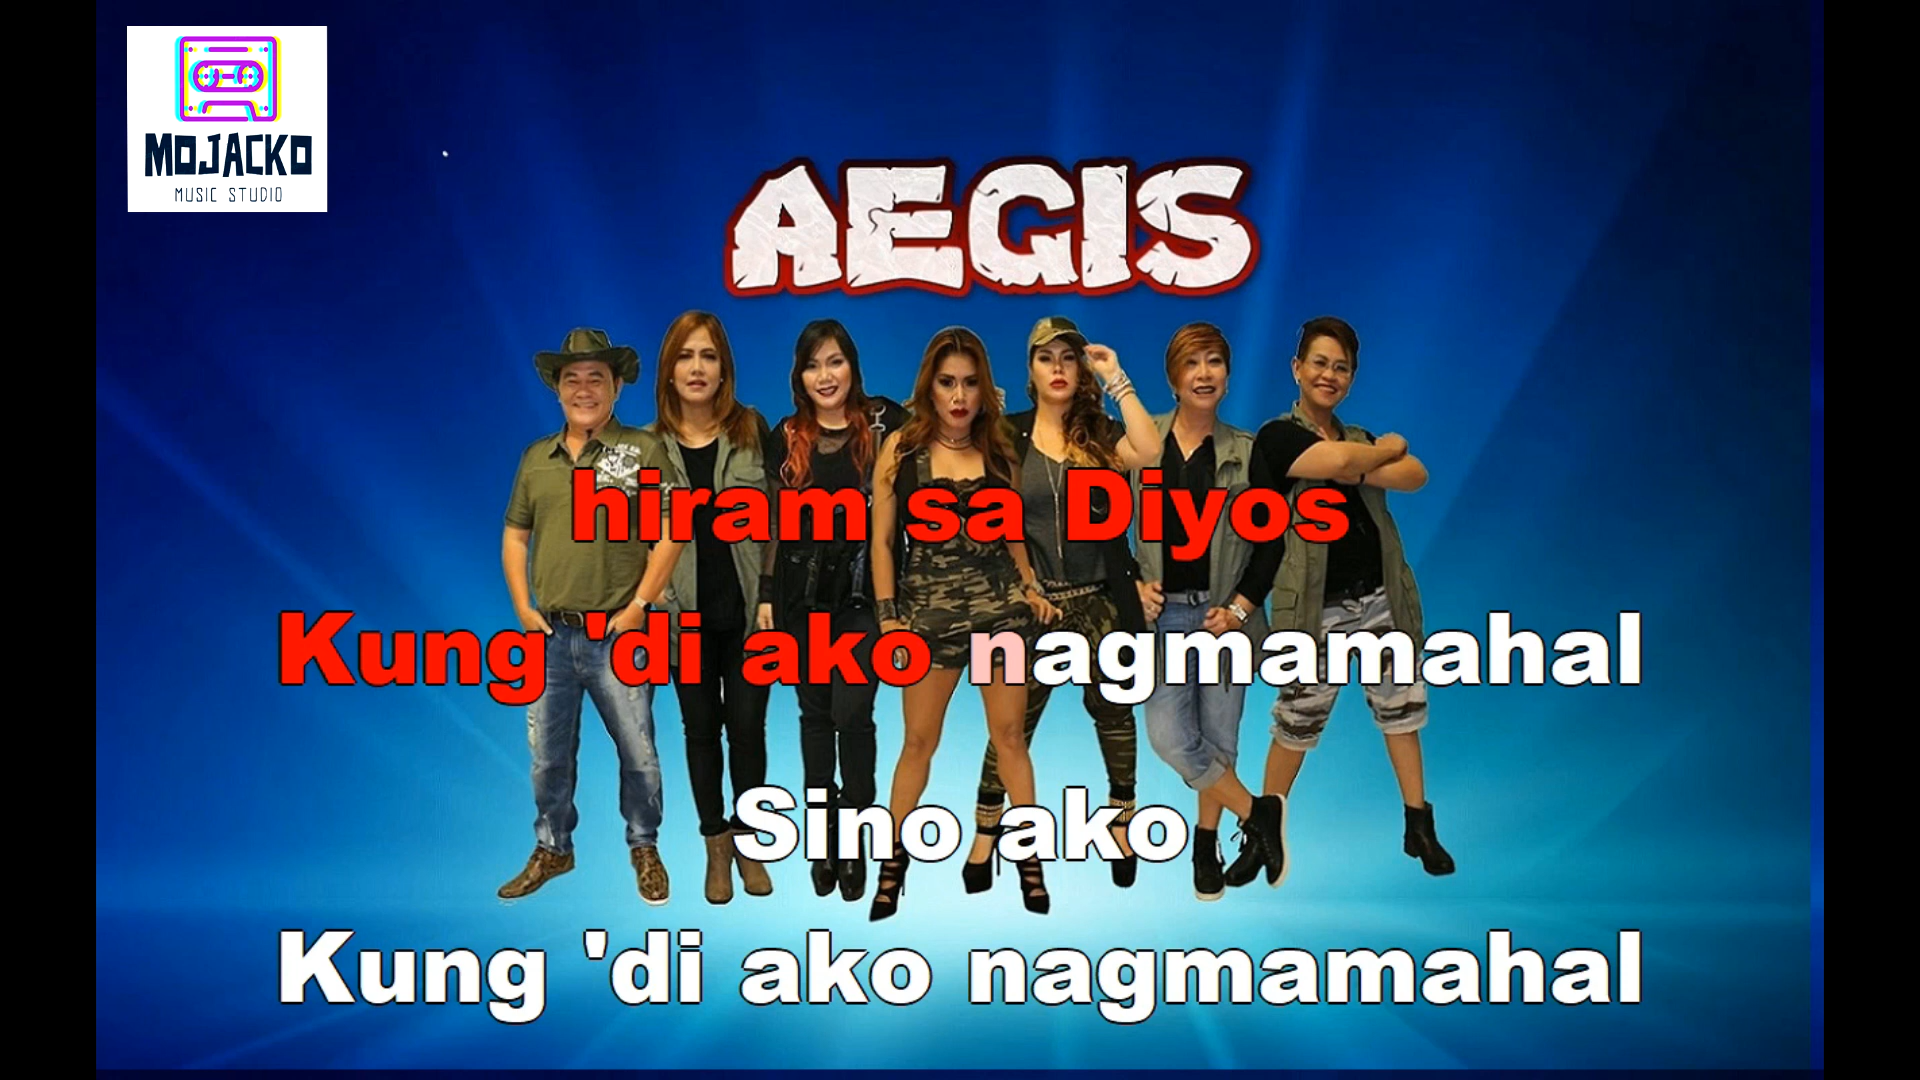 MOJACKO
MUSIC STUDIO
AEGIS
hiram sa Diyos
Kung 'di ako nagmamahal
Sino ako
Kung 'di ako nagmamahal